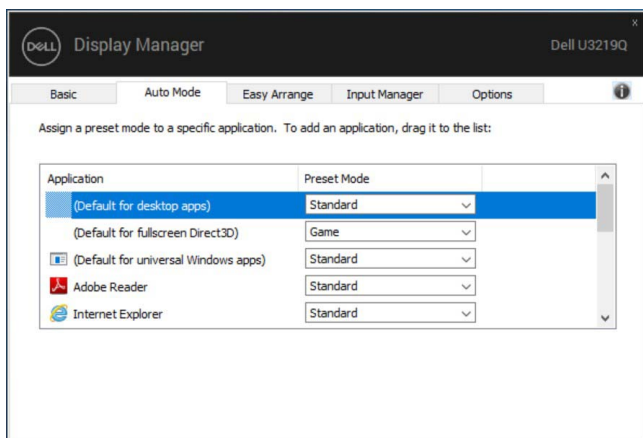 DELL Display Manager Dell U3219Q
x
Basic Auto Mode Easy Arrange Input Manager Options
Assign a preset mode to a specific application. To add an application, drag it to the list:
Application Preset Mode
(Default for desktop apps) Standard
(Default for fullscreen Direct3D) Game
(Default for universal Windows apps) Standard
Adobe Reader Standard
Internet Explorer Standard